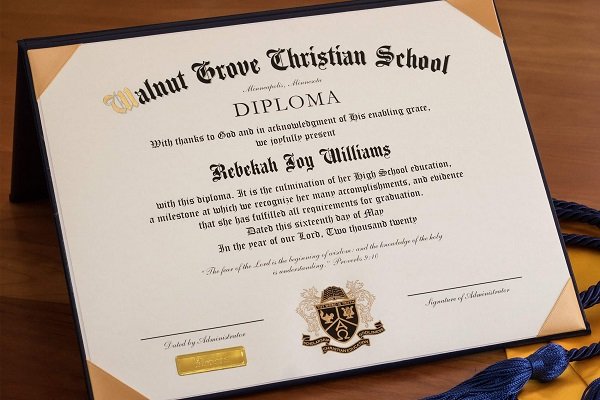 Walnut Grove Christian School
Minneapolis, Minnesota
DIPLOMA
With thanks to God and in acknowledgment of His enabling grace,
we joyfully present
Rebekah Joy Williams
with this diploma. It is the culmination of her High School education,
a milestone at which we recognize her many accomplishments, and evidence
that she has fulfilled all requirements for graduation.
Dated this sixteenth day of May
In the year of our Lord, Two thousand twenty
"The fear of the Lord is the beginning of wisdom: and the knowledge of the holy
is understanding." Proverbs 9:10
Dated by Administrator
Signature of Administrator